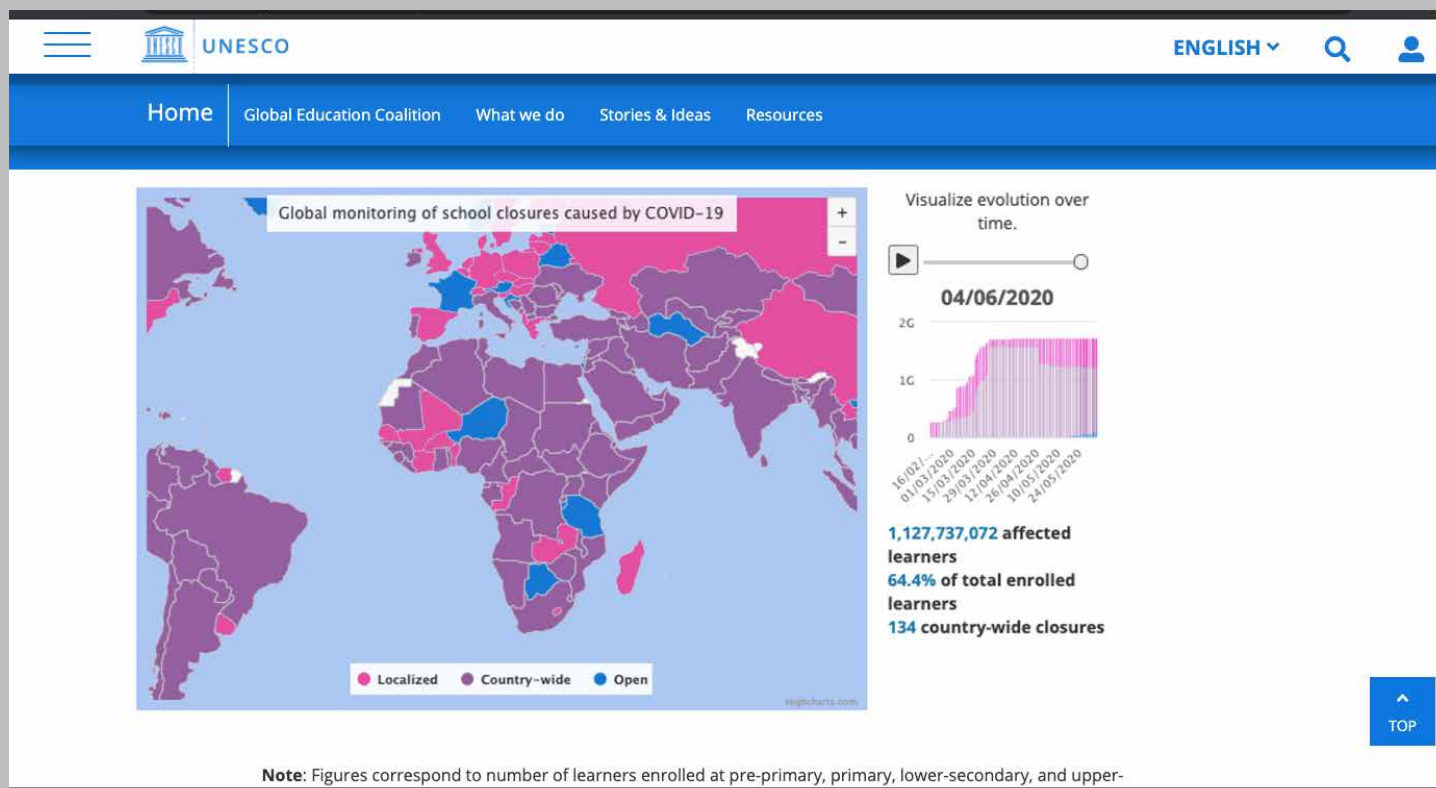 UNESCO
ENGLISH
Home
Global Education Coalition
What we do
Stories & Ideas
Resources
Global monitoring of school closures caused by COVID-19
+
-
Localized
Country-wide
Open
Highcharts.com
Visualize evolution over
time.
04/06/2020
2G
1G
0
16/02/...
01/03/2020
15/03/2020
29/03/2020
12/04/2020
26/04/2020
10/05/2020
24/05/2020
1,127,737,072 affected
learners
64.4% of total enrolled
learners
134 country-wide closures
TOP
Note: Figures correspond to number of learners enrolled at pre-primary, primary, lower-secondary, and upper-